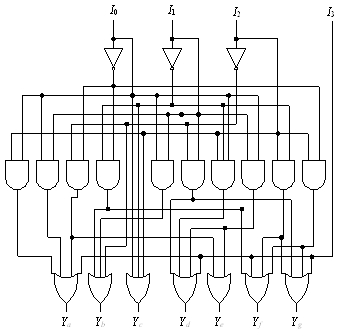 I0 I1 I2 I3
Ya Yb Yc Yd Ye Yf Yg